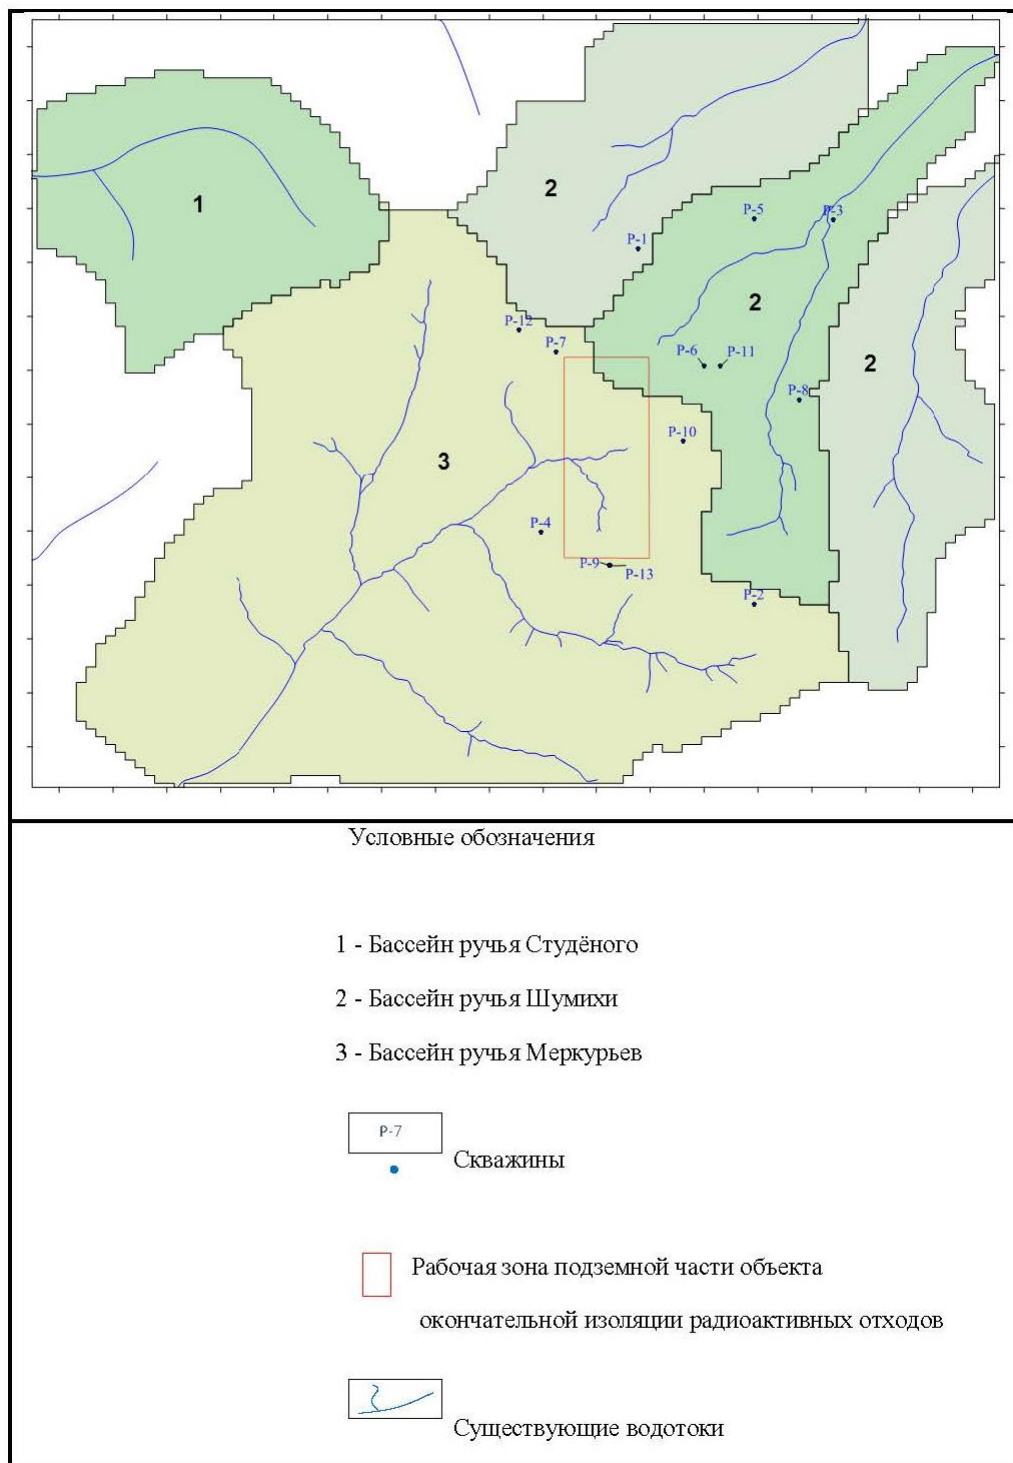 2
1
P-5
P-3
P-1
2
P-12
P-7
P-6
P-11
2
P-8
P-10
3
P-4
P-9
P-13
P-2
Условные обозначения
1 - Бассейн ручья Студёного
2 - Бассейн ручья Шумихи
3 - Бассейн ручья Меркурьев
P-7
Скважины
Рабочая зона подземной части объекта
окончательной изоляции радиоактивных отходов
Существующие водотоки